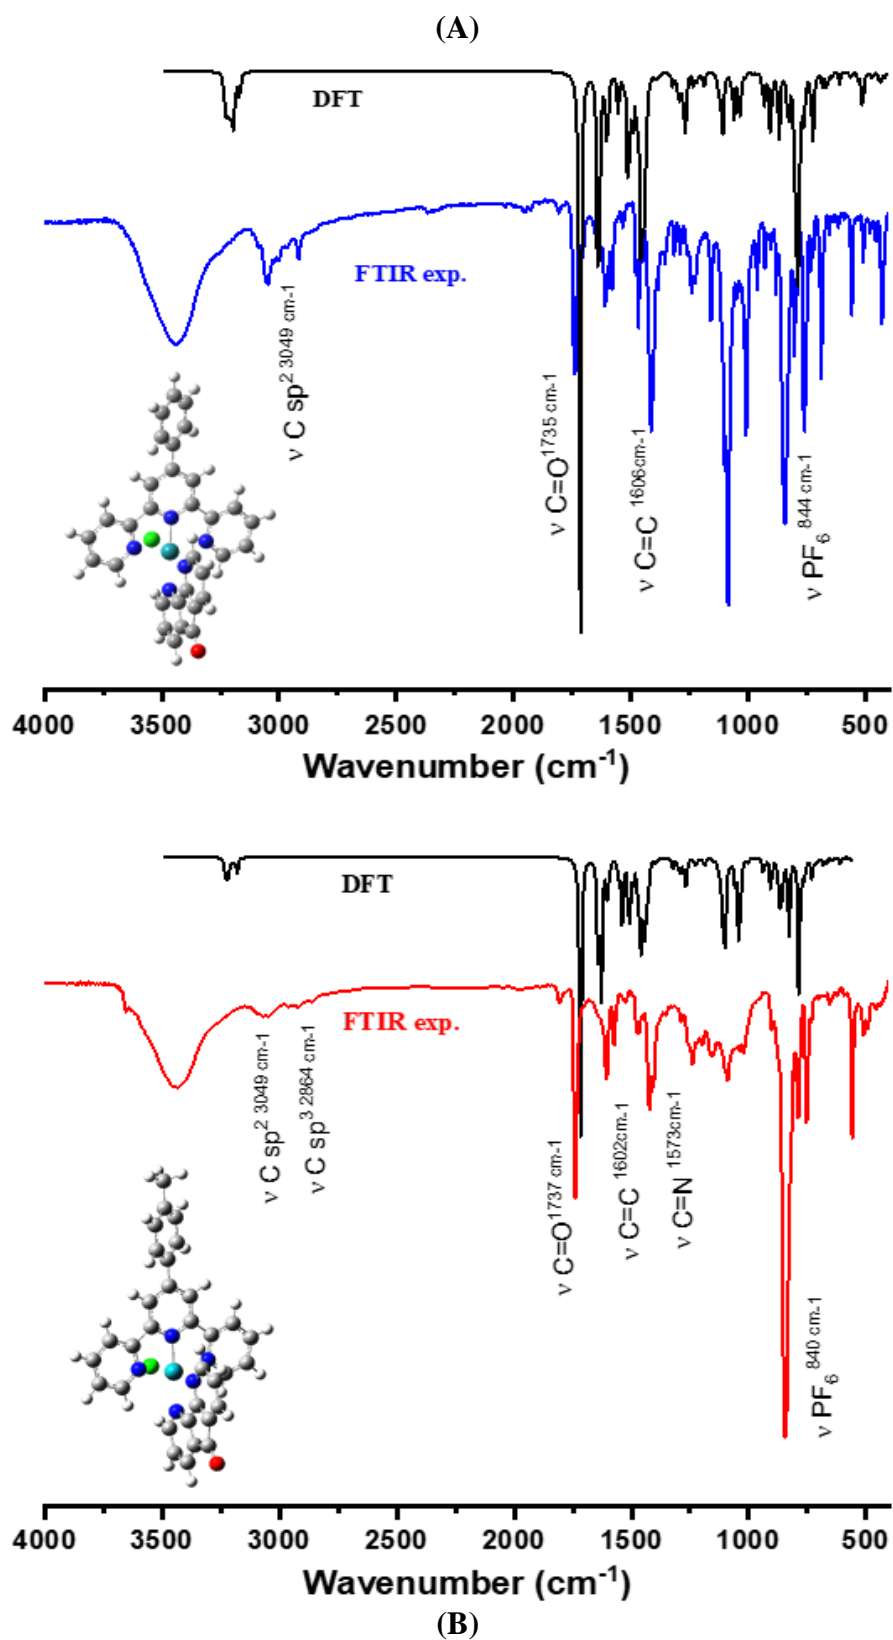 (A)
DFT
FTIR exp.
ν C sp2 3049 cm-1
ν C=O1735 cm-1
ν C=C 1606cm-1
ν PF6 844 cm-1
4000 3500 3000 2500 2000 1500 1000 500
Wavenumber (cm-1)
DFT
FTIR exp.
ν C sp2 3049 cm-1
ν C sp3 2864 cm-1
ν C=O1737 cm-1
ν C=C 1602cm-1
ν C=N 1573cm-1
ν PF6 840 cm-1
4000 3500 3000 2500 2000 1500 1000 500
Wavenumber (cm-1)
(B)